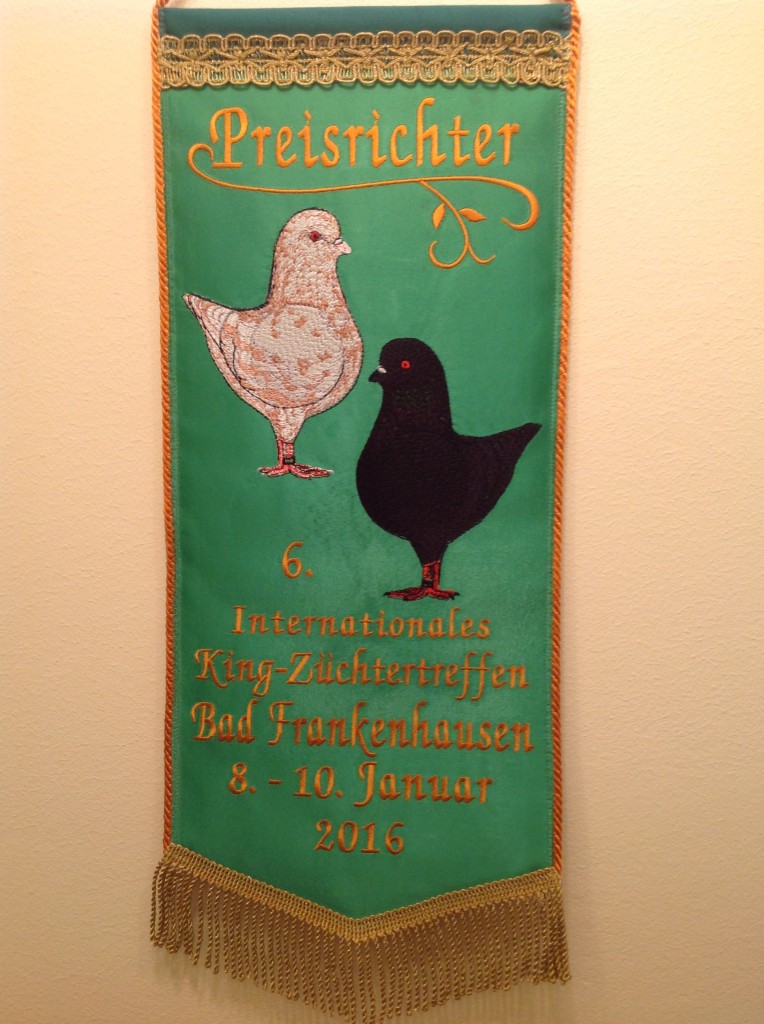 Preisrichter
6.
Internationales
King-Züchtertreffen
Bad Frankenhausen
8. - 10. Januar
2016